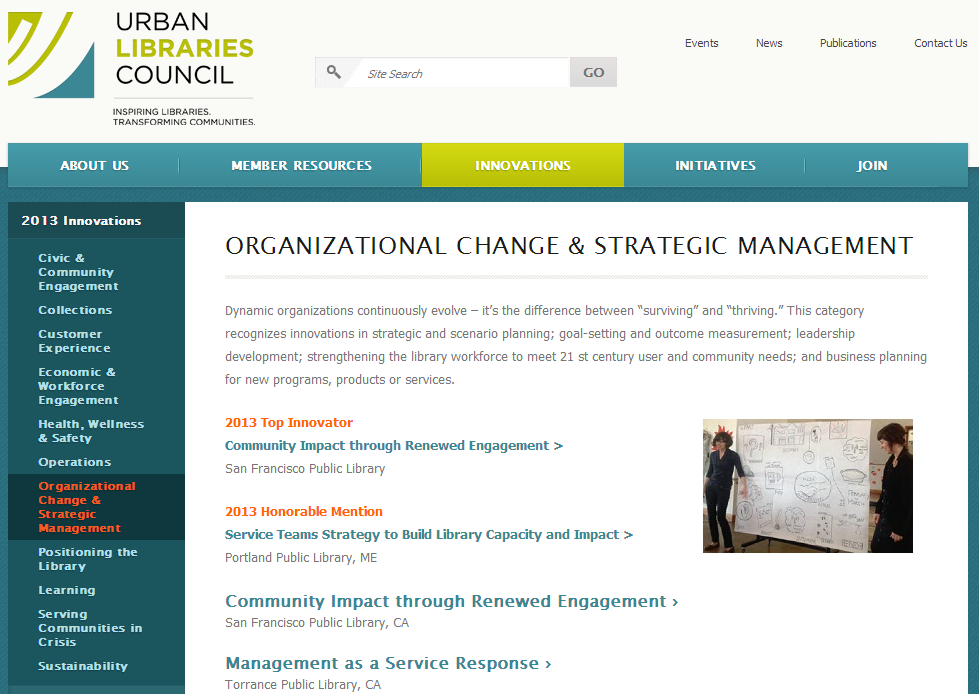 URBAN
LIBRARIES
COUNCIL
INSPIRING LIBRARIES.
TRANSFORMING COMMUNITIES.
Site Search
GO
Events
News
Publications
Contact Us
ABOUT US
MEMBER RESOURCES
INNOVATIONS
INITIATIVES
JOIN
2013 Innovations
Civic &
Community
Engagement
Collections
Customer
Experience
Economic &
Workforce
Engagement
Health, Wellness
& Safety
Operations
Organizational
Change &
Strategic
Management
Positioning the
Library
Learning
Serving
Communities in
Crisis
Sustainability
ORGANIZATIONAL CHANGE & STRATEGIC MANAGEMENT
Dynamic organizations continuously evolve – it’s the difference between “surviving” and “thriving.” This category
recognizes innovations in strategic and scenario planning; goal-setting and outcome measurement; leadership
development; strengthening the library workforce to meet 21 st century user and community needs; and business planning
for new programs, products or services.
2013 Top Innovator
Community Impact through Renewed Engagement >
San Francisco Public Library
2013 Honorable Mention
Service Teams Strategy to Build Library Capacity and Impact >
Portland Public Library, ME
Community Impact through Renewed Engagement ›
San Francisco Public Library, CA
Management as a Service Response ›
Torrance Public Library, CA